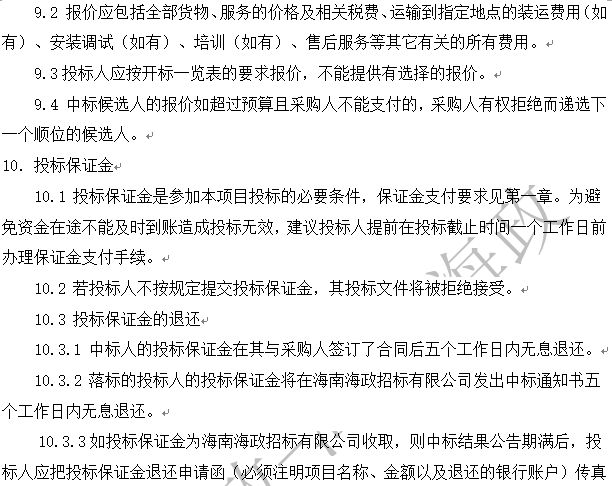 9.2 报价应包括全部货物、服务的价格及相关税费、运输到指定地点的装运费用（如
有）、安装调试（如有）、培训（如有）、售后服务等其它有关的所有费用。
9.3投标人应按开标一览表的要求报价，不能提供有选择的报价。
9.4 中标候选人的报价如超过预算且采购人不能支付的，采购人有权拒绝而递选下
一个顺位的候选人。
10. 投标保证金
10.1 投标保证金是参加本项目投标的必要条件，保证金支付要求见第一章。为避
免资金在途不能及时到账造成投标无效，建议投标人提前在投标截止时间一个工作日前
办理保证金支付手续。
10.2 若投标人不按规定提交投标保证金，其投标文件将被拒绝接受。
10.3 投标保证金的退还
10.3.1 中标人的投标保证金在其与采购人签订了合同后五个工作日内无息退还。
10.3.2 落标的投标人的投标保证金将在海南海政招标有限公司发出中标通知书五
个工作日内无息退还。
10.3.3如投标保证金为海南海政招标有限公司收取，则中标结果公告期满后，投
标人应把投标保证金退还申请函（必须注明项目名称、金额以及退还的银行账户）传真
海政